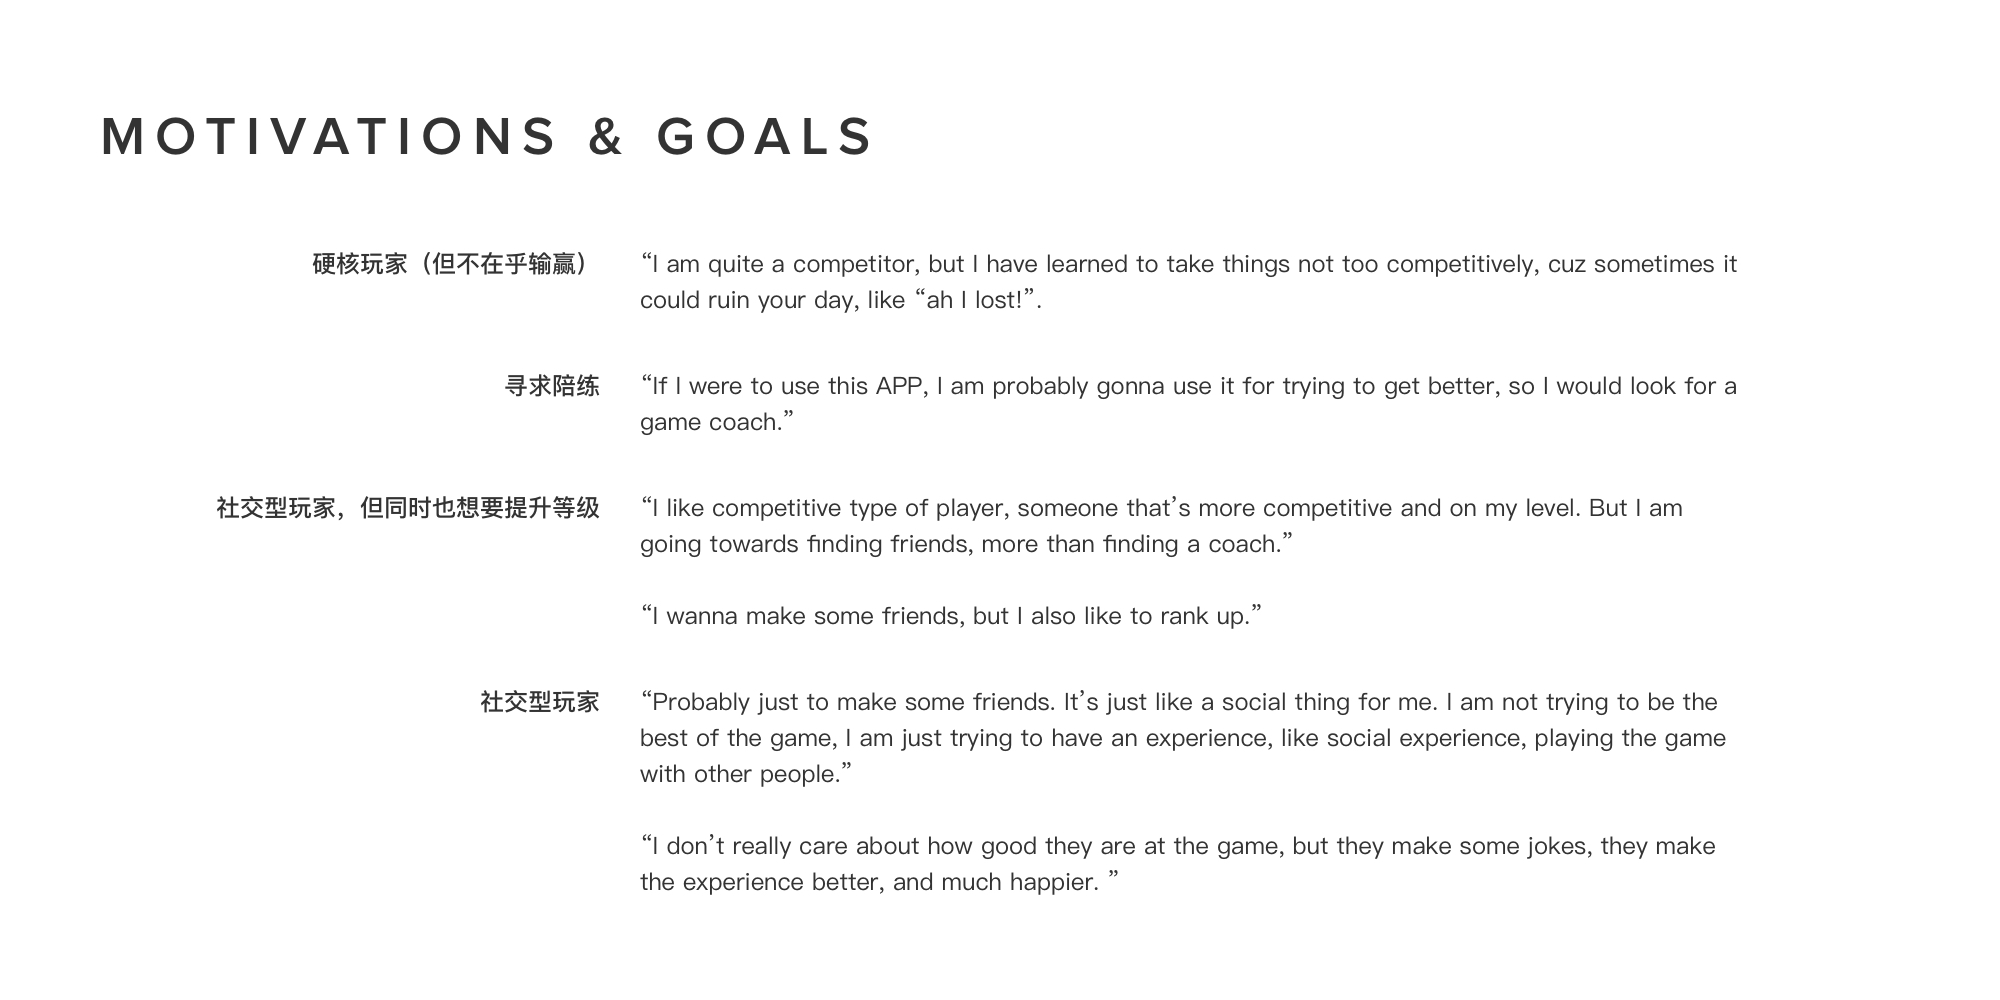 MOTIVATIONS & GOALS
硬核玩家（但不在乎输赢）
“I am quite a competitor, but I have learned to take things not too competitively, cuz sometimes it
could ruin your day, like “ah I lost!”.
寻求陪练
“If I were to use this APP, I am probably gonna use it for trying to get better, so I would look for a
game coach.”
社交型玩家，但同时也想要提升等级
“I like competitive type of player, someone that’s more competitive and on my level. But I am
going towards finding friends, more than finding a coach.”
“I wanna make some friends, but I also like to rank up.”
社交型玩家
“Probably just to make some friends. It’s just like a social thing for me. I am not trying to be the
best of the game, I am just trying to have an experience, like social experience, playing the game
with other people.”
“I don’t really care about how good they are at the game, but they make some jokes, they make
the experience better, and much happier. ”